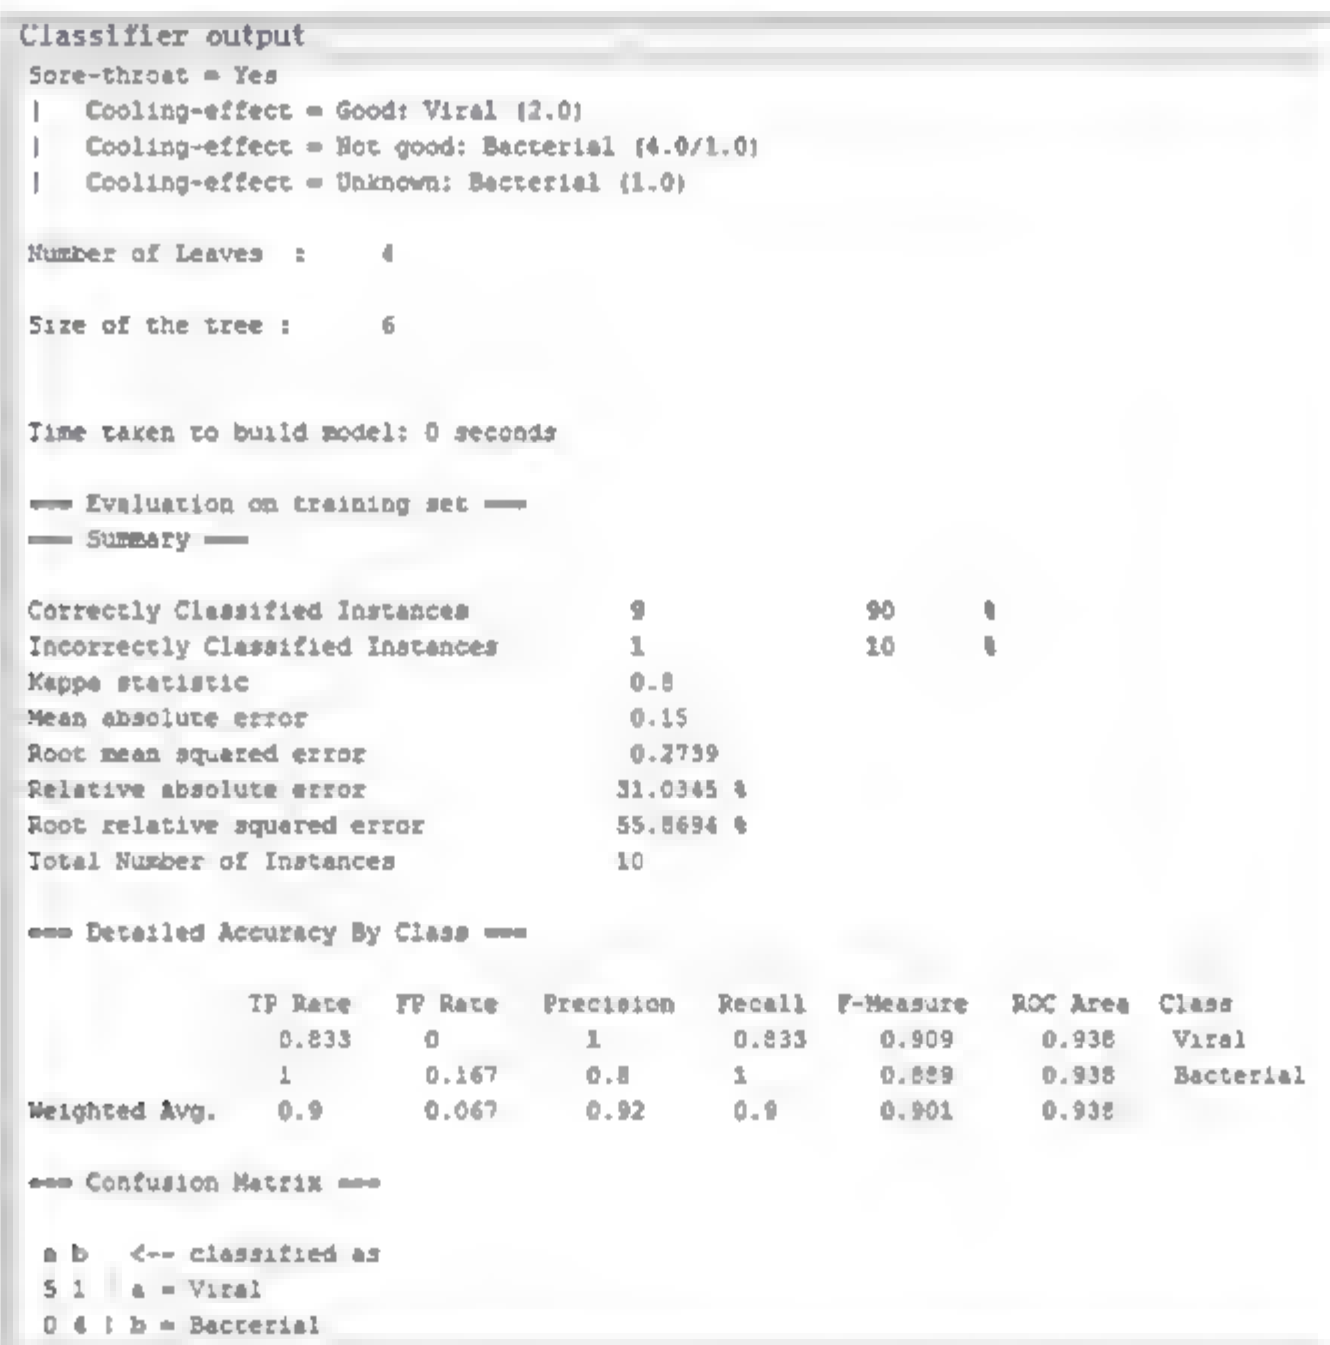 Classifier output
Sore-throat = Yes
|   Cooling-effect = Good: Viral (2.0)
|   Cooling-effect = Not good: Bacterial (4.0/1.0)
|   Cooling-effect = Unknown: Bacterial (1.0)
Number of Leaves  :     4
Size of the tree :      6
Time taken to build model: 0 seconds
=== Evaluation on training set ===
=== Summary ===
Correctly Classified Instances           9               90      %
Incorrectly Classified Instances         1               10      %
Kappa statistic                          0.8
Mean absolute error                      0.15
Root mean squared error                  0.2739
Relative absolute error                 31.0345 %
Root relative squared error             55.8694 %
Total Number of Instances               10
=== Detailed Accuracy By Class ===
TP Rate   FP Rate   Precision   Recall  F-Measure   ROC Area  Class
0.833     0          1         0.833     0.909      0.938    Viral
1         0.167      0.8       1         0.889      0.938    Bacterial
Weighted Avg.    0.9       0.067      0.92      0.9       0.901      0.938
=== Confusion Matrix ===
a b   <-- classified as
5 1 | a = Viral
0 4 | b = Bacterial